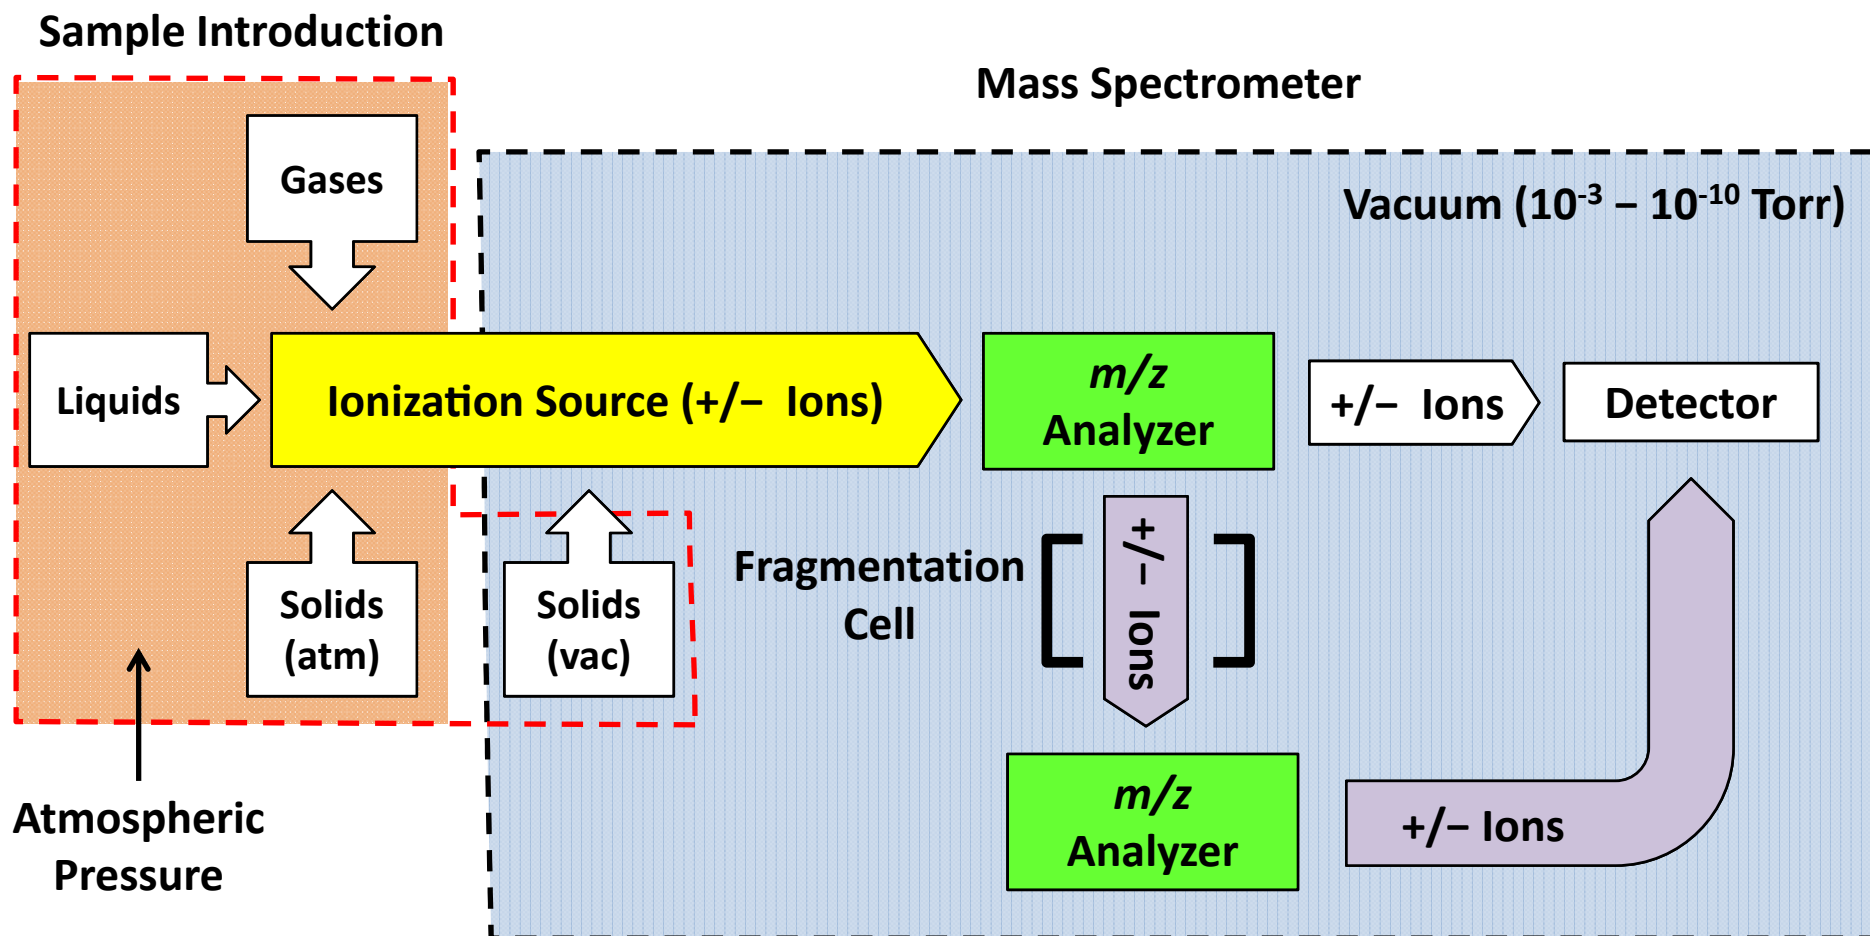 Sample Introduction
Mass Spectrometer
Gases
Vacuum (10⁻³ – 10⁻¹⁰ Torr)
Liquids
Ionization Source (+/− Ions)
m/z
Analyzer
+/− Ions
Detector
Solids
(atm)
Solids
(vac)
Fragmentation
Cell
+/− Ions
Atmospheric
Pressure
m/z
Analyzer
+/− Ions